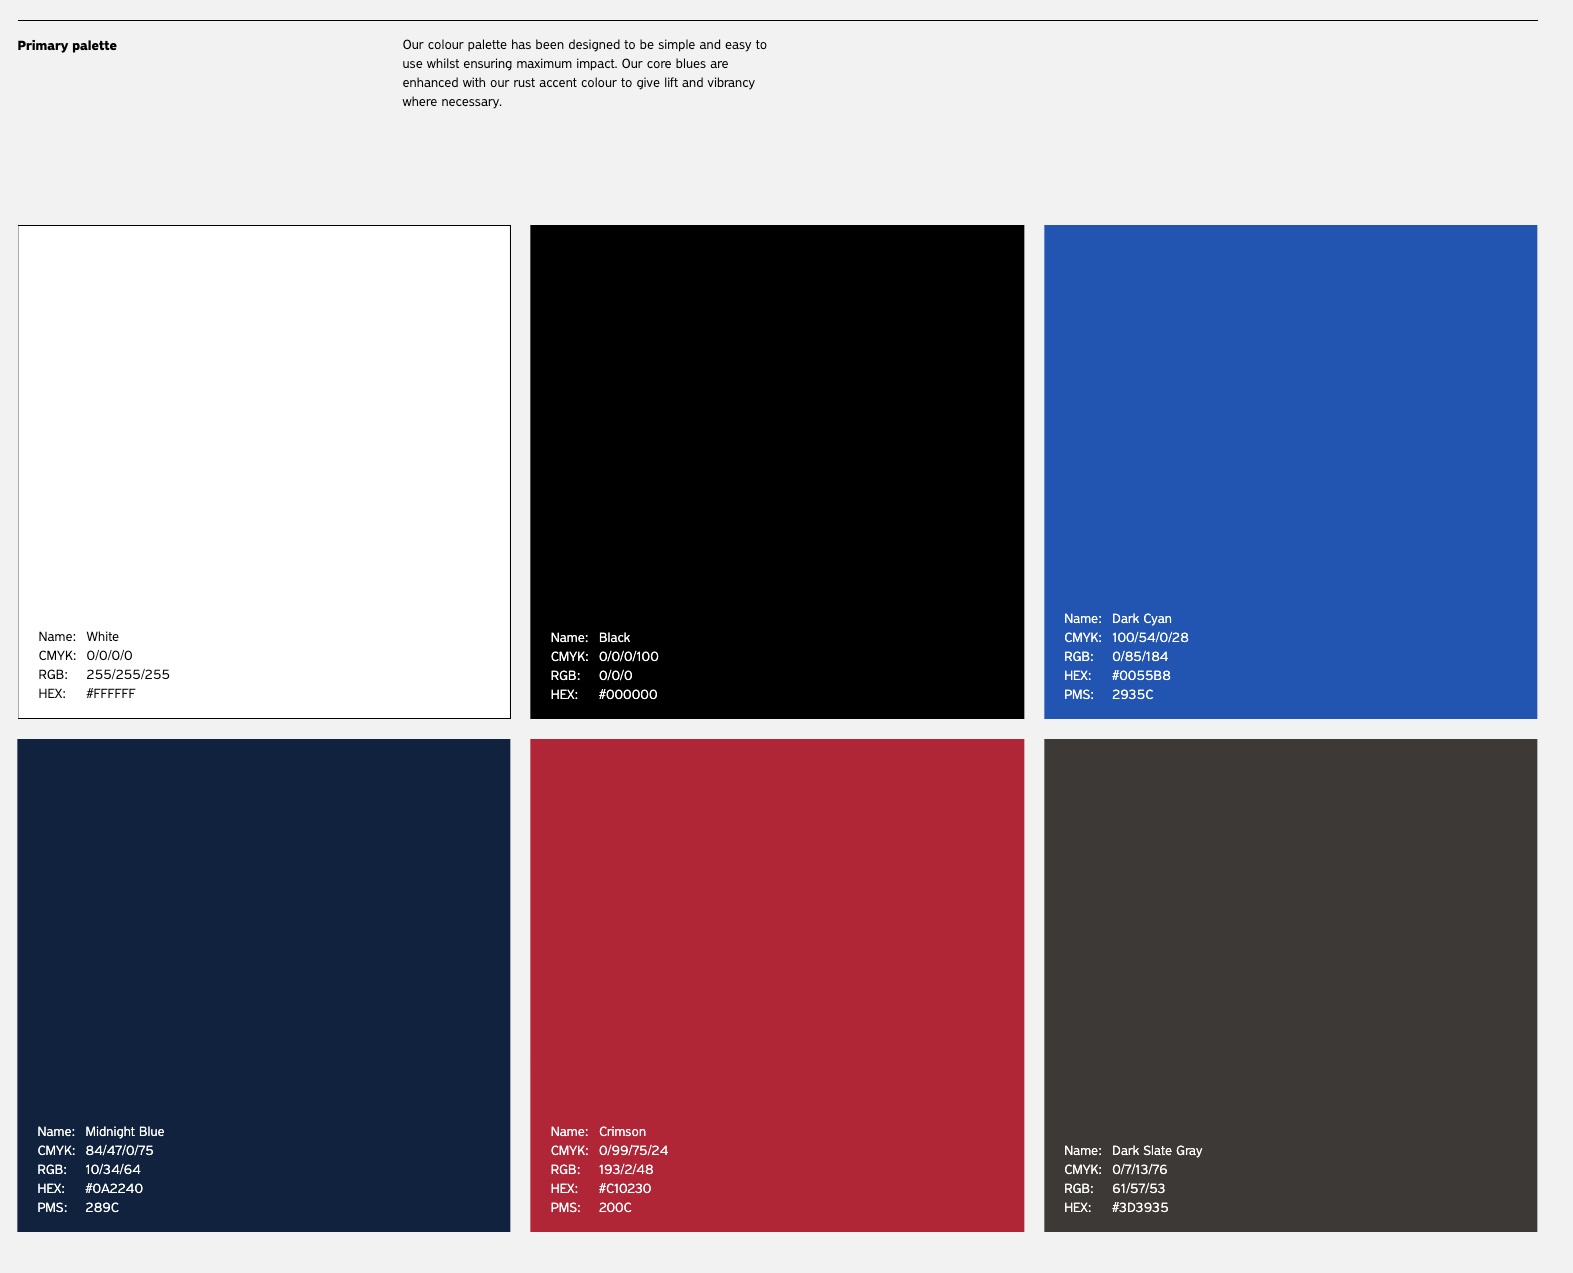 Primary palette
Our colour palette has been designed to be simple and easy to
use whilst ensuring maximum impact. Our core blues are
enhanced with our rust accent colour to give lift and vibrancy
where necessary.
Name: White
CMYK: 0/0/0/0
RGB: 255/255/255
HEX: #FFFFFF
Name: Black
CMYK: 0/0/0/100
RGB: 0/0/0
HEX: #000000
Name: Dark Cyan
CMYK: 100/54/0/28
RGB: 0/85/184
HEX: #0055B8
PMS: 2935C
Name: Midnight Blue
CMYK: 84/47/0/75
RGB: 10/34/64
HEX: #0A2240
PMS: 289C
Name: Crimson
CMYK: 0/99/75/24
RGB: 193/2/48
HEX: #C10230
PMS: 200C
Name: Dark Slate Gray
CMYK: 0/7/13/76
RGB: 61/57/53
HEX: #3D3935